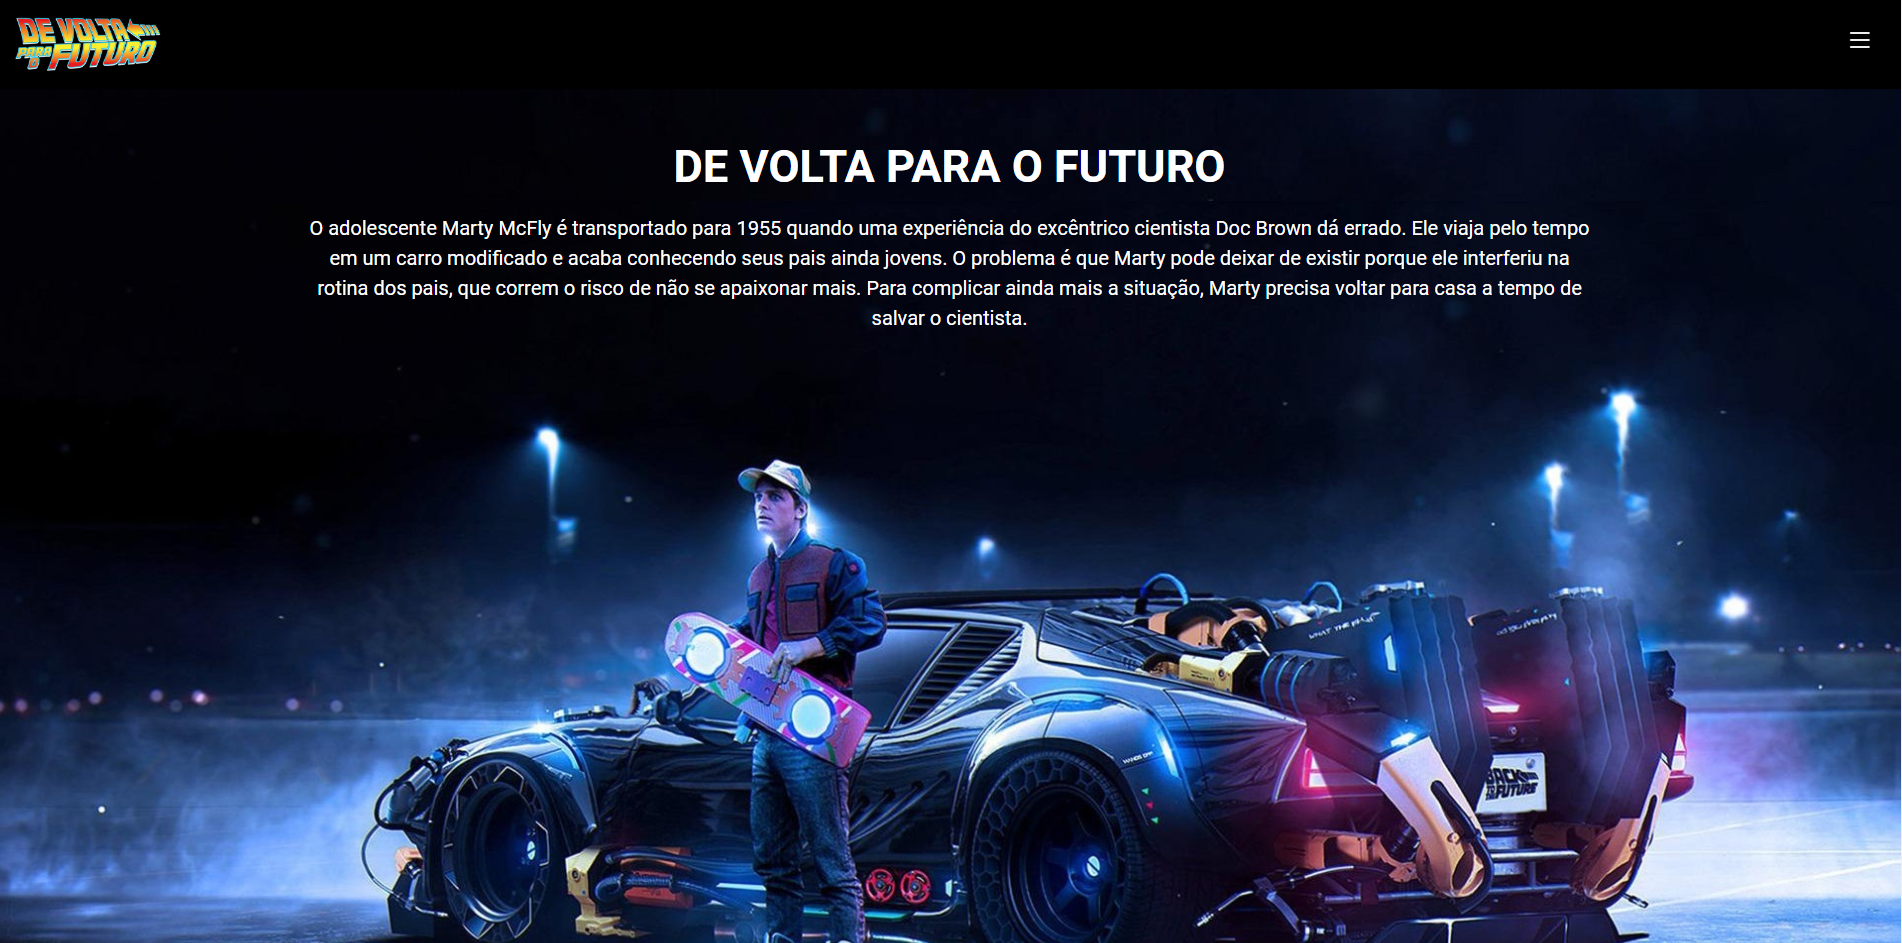 DE VOLTA
PARA O FUTURO
DE VOLTA PARA O FUTURO
O adolescente Marty McFly é transportado para 1955 quando uma experiência do excêntrico cientista Doc Brown dá errado. Ele viaja pelo tempo
em um carro modificado e acaba conhecendo seus pais ainda jovens. O problema é que Marty pode deixar de existir porque ele interferiu na
rotina dos pais, que correm o risco de não se apaixonar mais. Para complicar ainda mais a situação, Marty precisa voltar para casa a tempo de
salvar o cientista.
WHAT THE
HANDS OFF!
BACK
TO THE FUTURE